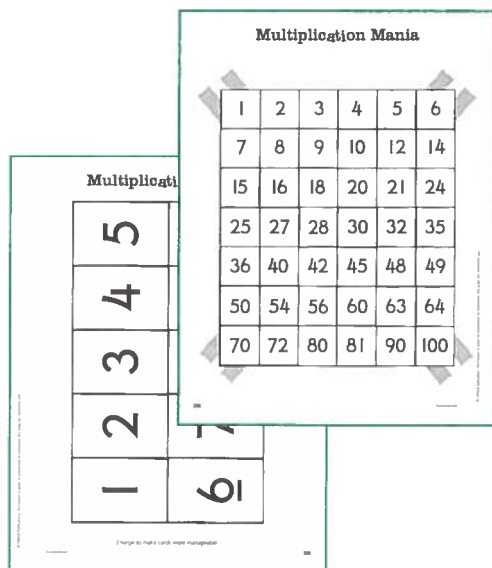 Multiplication Mania
1 2 3 4 5 6
7 8 9 10 12 14
15 16 18 20 21 24
25 27 28 30 32 35
36 40 42 45 48 49
50 54 56 60 63 64
70 72 80 81 90 100
Multiplicati
5
4
3
2
1 6
Enlarge to make cards more manageable